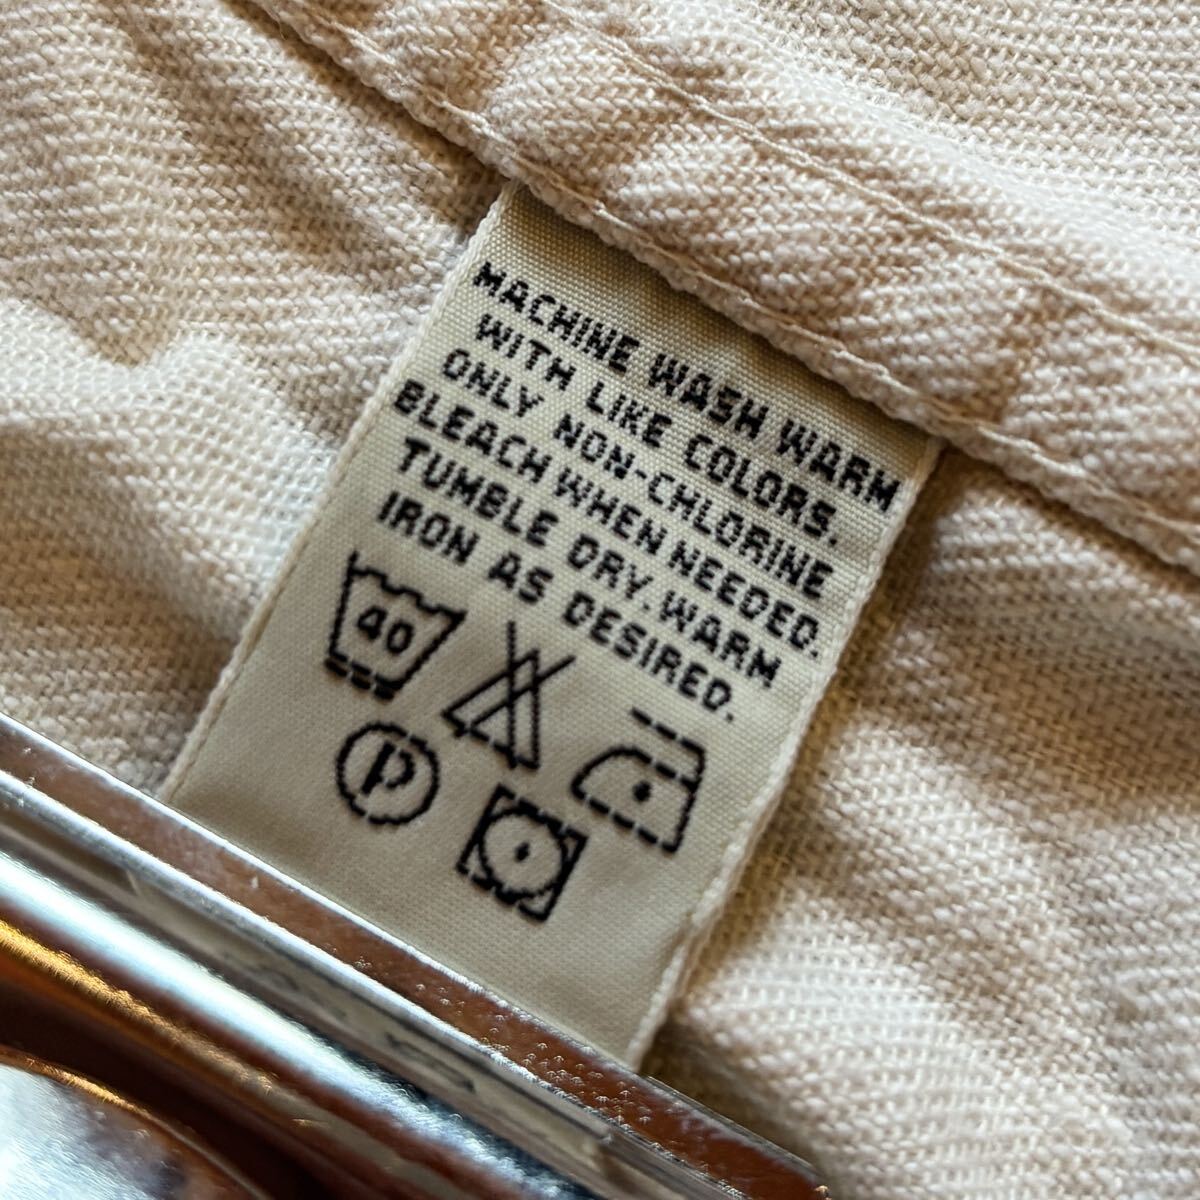 MACHINE WASH WARM
WITH LIKE COLORS.
ONLY NON-CHLORINE
BLEACH WHEN NEEDED.
TUMBLE DRY. WARM
IRON AS DESIRED.
40
P